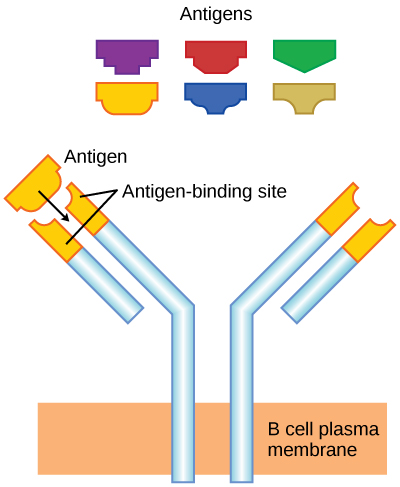 Antigens
Antigen
Antigen-binding site
B cell plasma
membrane